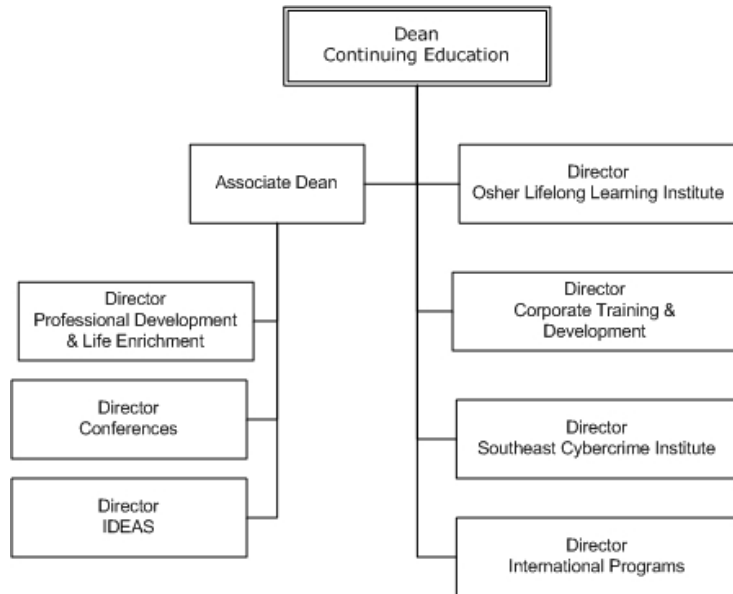 Dean
Continuing Education
Associate Dean
Director
Osher Lifelong Learning Institute
Director
Professional Development
& Life Enrichment
Director
Corporate Training &
Development
Director
Conferences
Director
Southeast Cybercrime Institute
Director
IDEAS
Director
International Programs